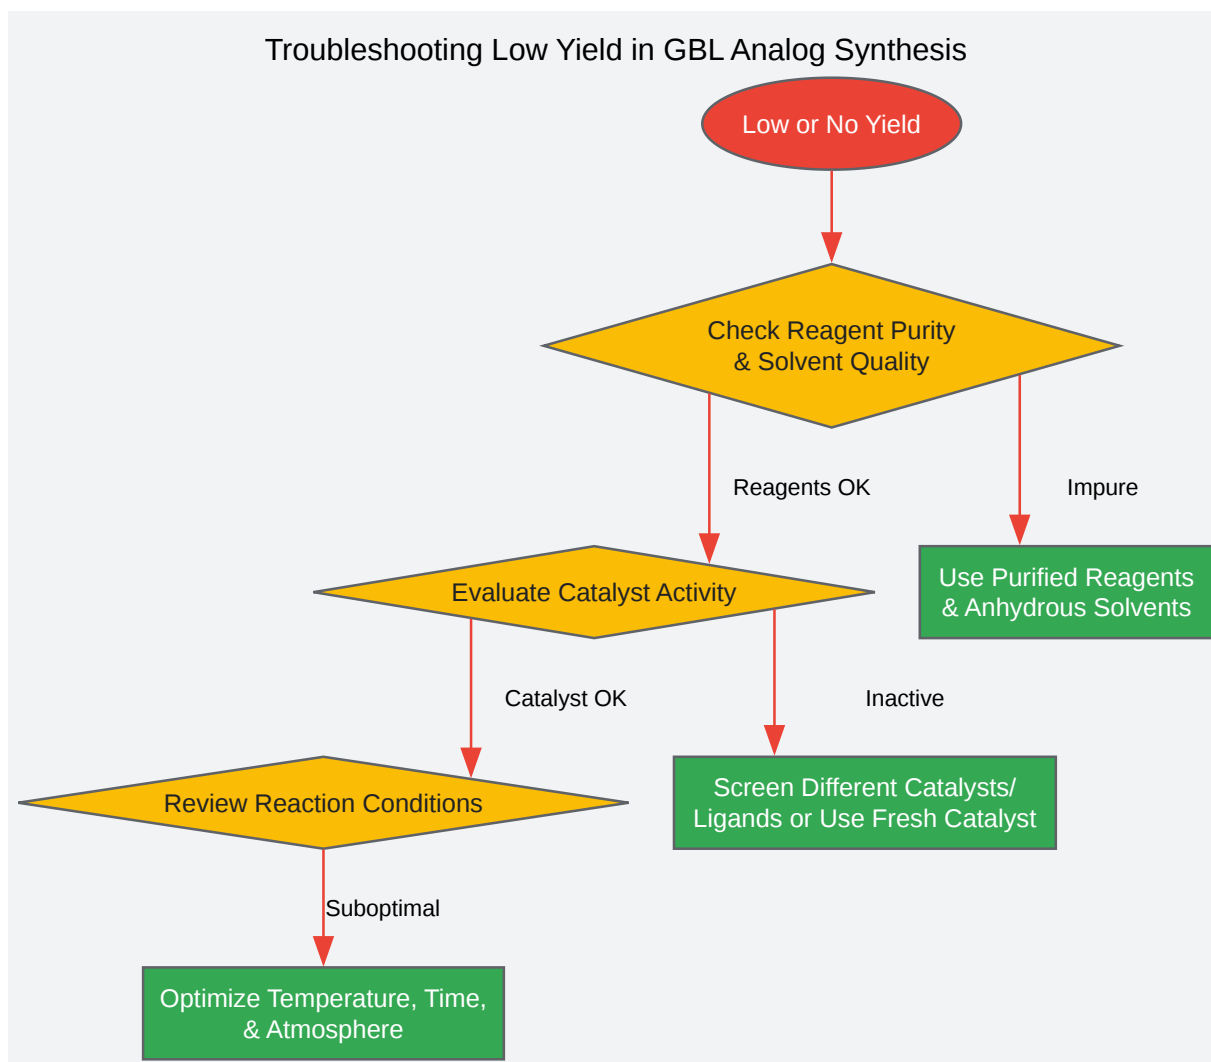 Troubleshooting Low Yield in GBL Analog Synthesis
Low or No Yield
Check Reagent Purity
& Solvent Quality
Reagents OK
Impure
Evaluate Catalyst Activity
Use Purified Reagents
& Anhydrous Solvents
Catalyst OK
Inactive
Review Reaction Conditions
Screen Different Catalysts/
Ligands or Use Fresh Catalyst
Suboptimal
Optimize Temperature, Time,
& Atmosphere